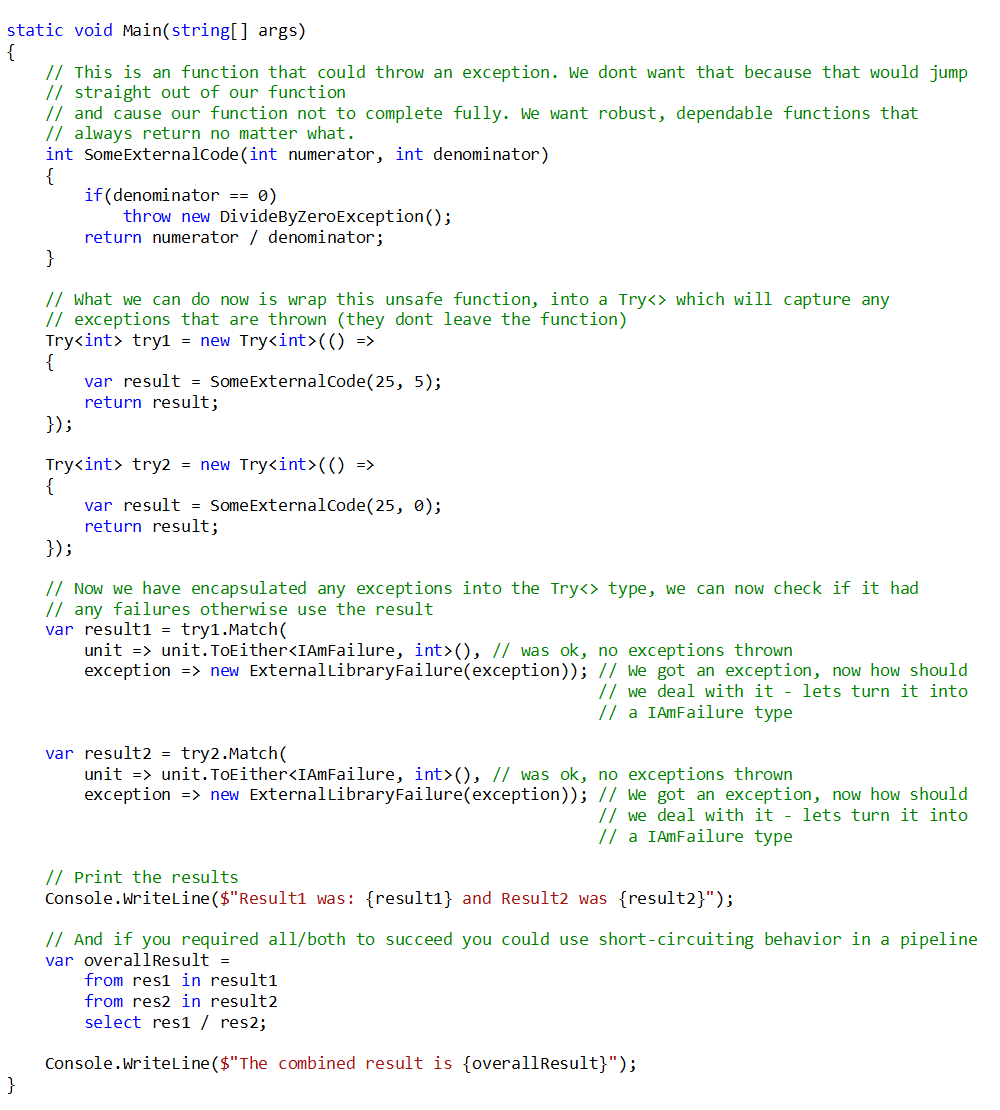 static void Main(string[] args)
{
    // This is an function that could throw an exception. We dont want that because that would jump
    // straight out of our function
    // and cause our function not to complete fully. We want robust, dependable functions that
    // always return no matter what.
    int SomeExternalCode(int numerator, int denominator)
    {
        if(denominator == 0)
            throw new DivideByZeroException();
        return numerator / denominator;
    }

    // What we can do now is wrap this unsafe function, into a Try<> which will capture any
    // exceptions that are thrown (they dont leave the function)
    Try<int> try1 = new Try<int>(() =>
    {
        var result = SomeExternalCode(25, 5);
        return result;
    });

    Try<int> try2 = new Try<int>(() =>
    {
        var result = SomeExternalCode(25, 0);
        return result;
    });

    // Now we have encapsulated any exceptions into the Try<> type, we can now check if it had
    // any failures otherwise use the result
    var result1 = try1.Match(
        unit => unit.ToEither<IAmFailure, int>(), // was ok, no exceptions thrown
        exception => new ExternalLibraryFailure(exception)); // We got an exception, now how should
                                                             // we deal with it - lets turn it into
                                                             // a IAmFailure type

    var result2 = try2.Match(
        unit => unit.ToEither<IAmFailure, int>(), // was ok, no exceptions thrown
        exception => new ExternalLibraryFailure(exception)); // We got an exception, now how should
                                                             // we deal with it - lets turn it into
                                                             // a IAmFailure type

    // Print the results
    Console.WriteLine($"Result1 was: {result1} and Result2 was {result2}");

    // And if you required all/both to succeed you could use short-circuiting behavior in a pipeline
    var overallResult =
        from res1 in result1
        from res2 in result2
        select res1 / res2;

    Console.WriteLine($"The combined result is {overallResult}");
}